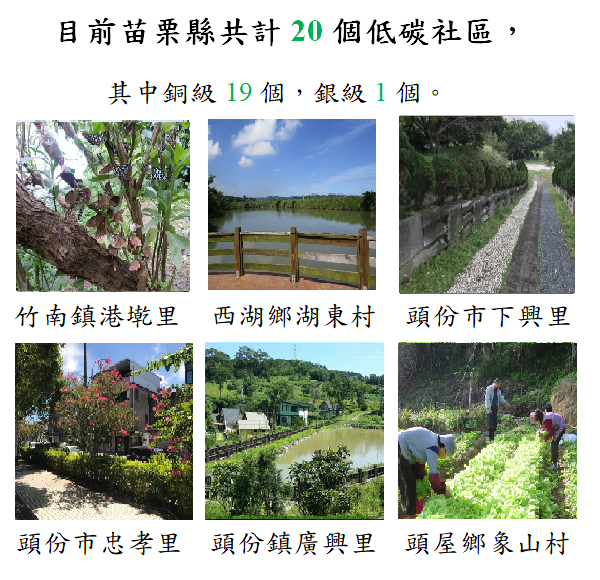 目前苗栗縣共計 20 個低碳社區，
其中銅級 19 個，銀級 1 個。
竹南鎮港墘里
西湖鄉湖東村
頭份市下興里
頭份市忠孝里
頭份鎮廣興里
頭屋鄉象山村